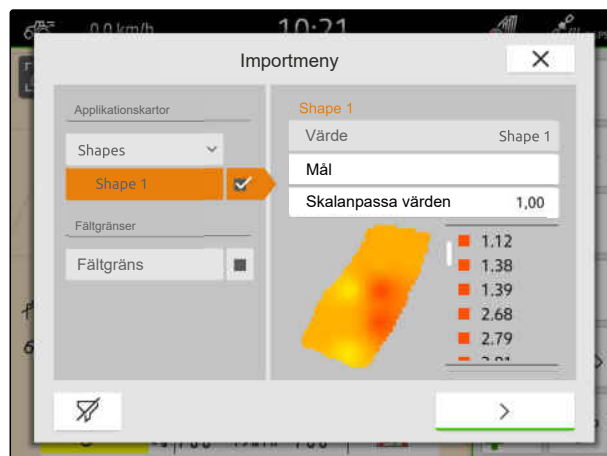 0.0 km/h
10:21
Importmeny
Applikationskartor
Shapes
Shape 1
Fältgränser
Fältgräns
Shape 1
Värde Shape 1
Mål
Skalanpassa värden 1,00
1.12
1.38
1.39
2.68
2.79